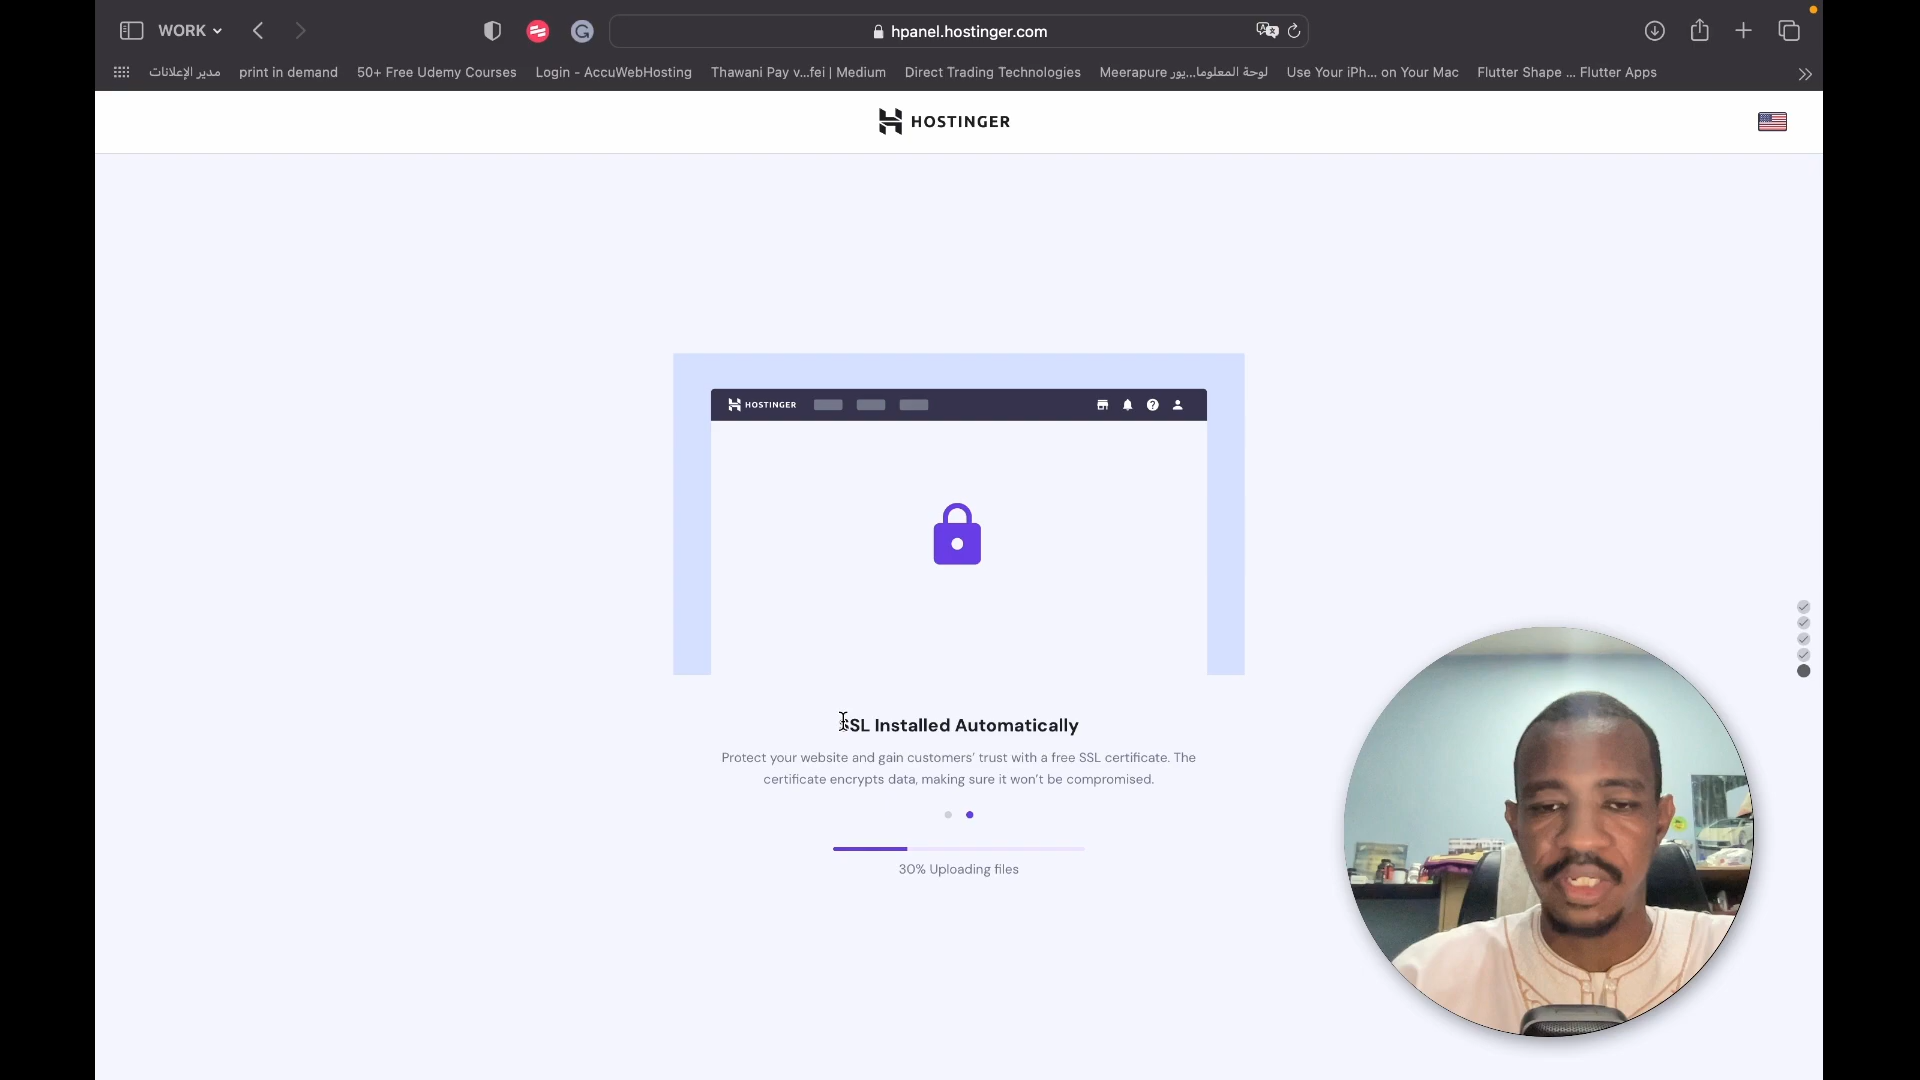 WORK
hpanel.hostinger.com
مدير الإعلانات
print in demand
50+ Free Udemy Courses
Login - AccuWebHosting
Thawani Pay v...fei | Medium
Direct Trading Technologies
Meerapure لوحة المعلوما...يور
Use Your iPh... on Your Mac
Flutter Shape ... Flutter Apps
HOSTINGER
HOSTINGER
SSL Installed Automatically
Protect your website and gain customers’ trust with a free SSL certificate. The
certificate encrypts data, making sure it won’t be compromised.
30% Uploading files